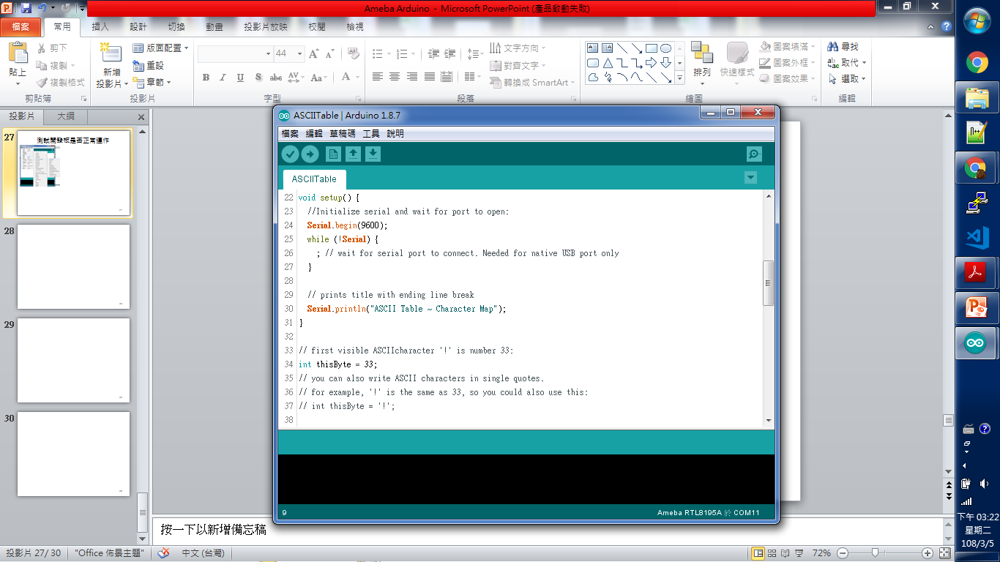 Ameba Arduino - Microsoft PowerPoint (產品啟動失敗)
檔案 常用 插入 設計 切換 動畫 投影片放映 校閱 檢視
貼上
剪下
複製
複製格式
剪貼簿
新增
投影片
版面配置
重設
章節
投影片
44
B I U S abc AV Aa A
字型
文字方向
對齊文字
轉換成 SmartArt
段落
排列
快速樣式
圖案填滿
圖案外框
圖案效果
繪圖
尋找
取代
選取
編輯
投影片 大綱
27
測試開發板是否正常運作
28
29
30
ASCIITable | Arduino 1.8.7
檔案 編輯 草稿碼 工具 說明
ASCIITable
22 void setup() {
23 //Initialize serial and wait for port to open:
24 Serial.begin(9600);
25 while (!Serial) {
26 ; // wait for serial port to connect. Needed for native USB port only
27 }
28
29 // prints title with ending line break
30 Serial.println("ASCII Table ~ Character Map");
31 }
32
33 // first visible ASCIIcharacter '!' is number 33:
34 int thisByte = 33;
35 // you can also write ASCII characters in single quotes.
36 // for example, '!' is the same as 33, so you could also use this:
37 // int thisByte = '!';
38
9
Ameba RTL8195A 於 COM11
按一下以新增備忘稿
投影片 27/ 30 "Office 佈景主題" 中文 (台灣) 72%
下午 03:22
星期二
108/3/5